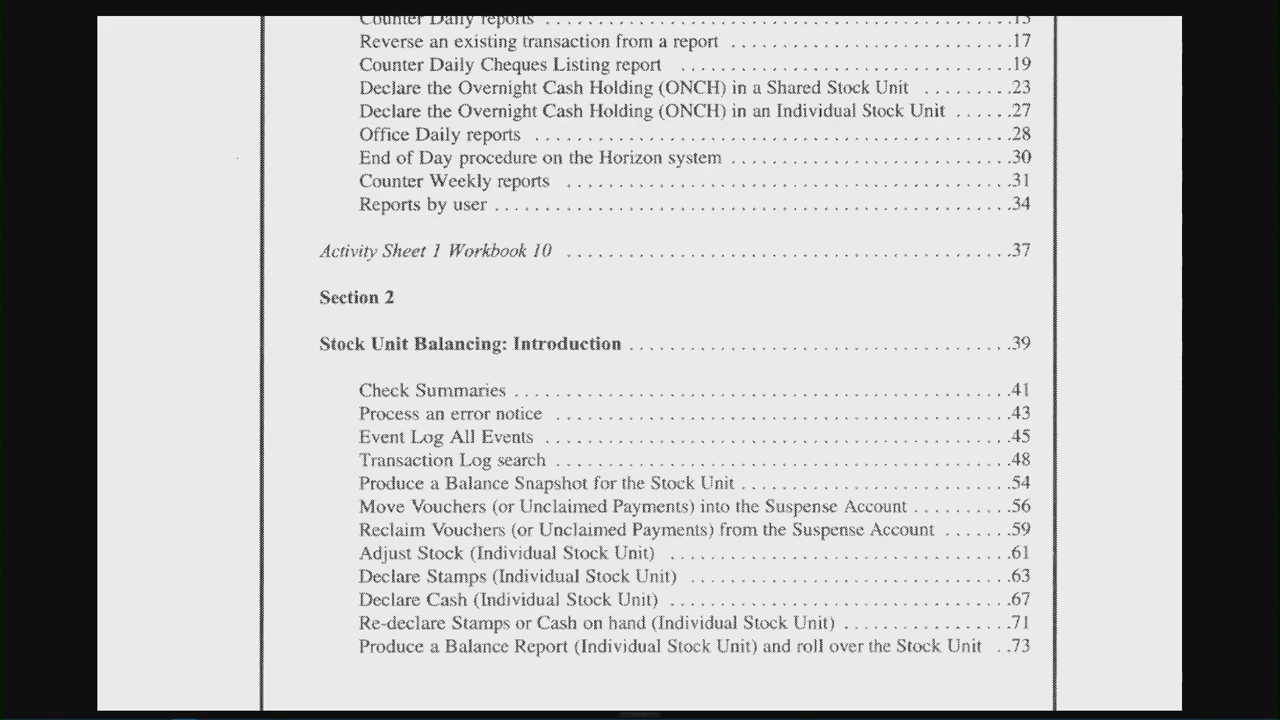 Counter Daily reports ................................................15
Reverse an existing transaction from a report ..............................17
Counter Daily Cheques Listing report ...................................19
Declare the Overnight Cash Holding (ONCH) in a Shared Stock Unit .........23
Declare the Overnight Cash Holding (ONCH) in an Individual Stock Unit ......27
Office Daily reports ..................................................28
End of Day procedure on the Horizon system ..............................30
Counter Weekly reports ...............................................31
Reports by user ......................................................34
Activity Sheet 1 Workbook 10 ...............................................37
Section 2
Stock Unit Balancing: Introduction .........................................39
Check Summaries ....................................................41
Process an error notice ................................................43
Event Log All Events .................................................45
Transaction Log search ................................................48
Produce a Balance Snapshot for the Stock Unit .............................54
Move Vouchers (or Unclaimed Payments) into the Suspense Account ..........56
Reclaim Vouchers (or Unclaimed Payments) from the Suspense Account .......59
Adjust Stock (Individual Stock Unit) ....................................61
Declare Stamps (Individual Stock Unit) ..................................63
Declare Cash (Individual Stock Unit) ....................................67
Re-declare Stamps or Cash on hand (Individual Stock Unit) .................71
Produce a Balance Report (Individual Stock Unit) and roll over the Stock Unit ..73